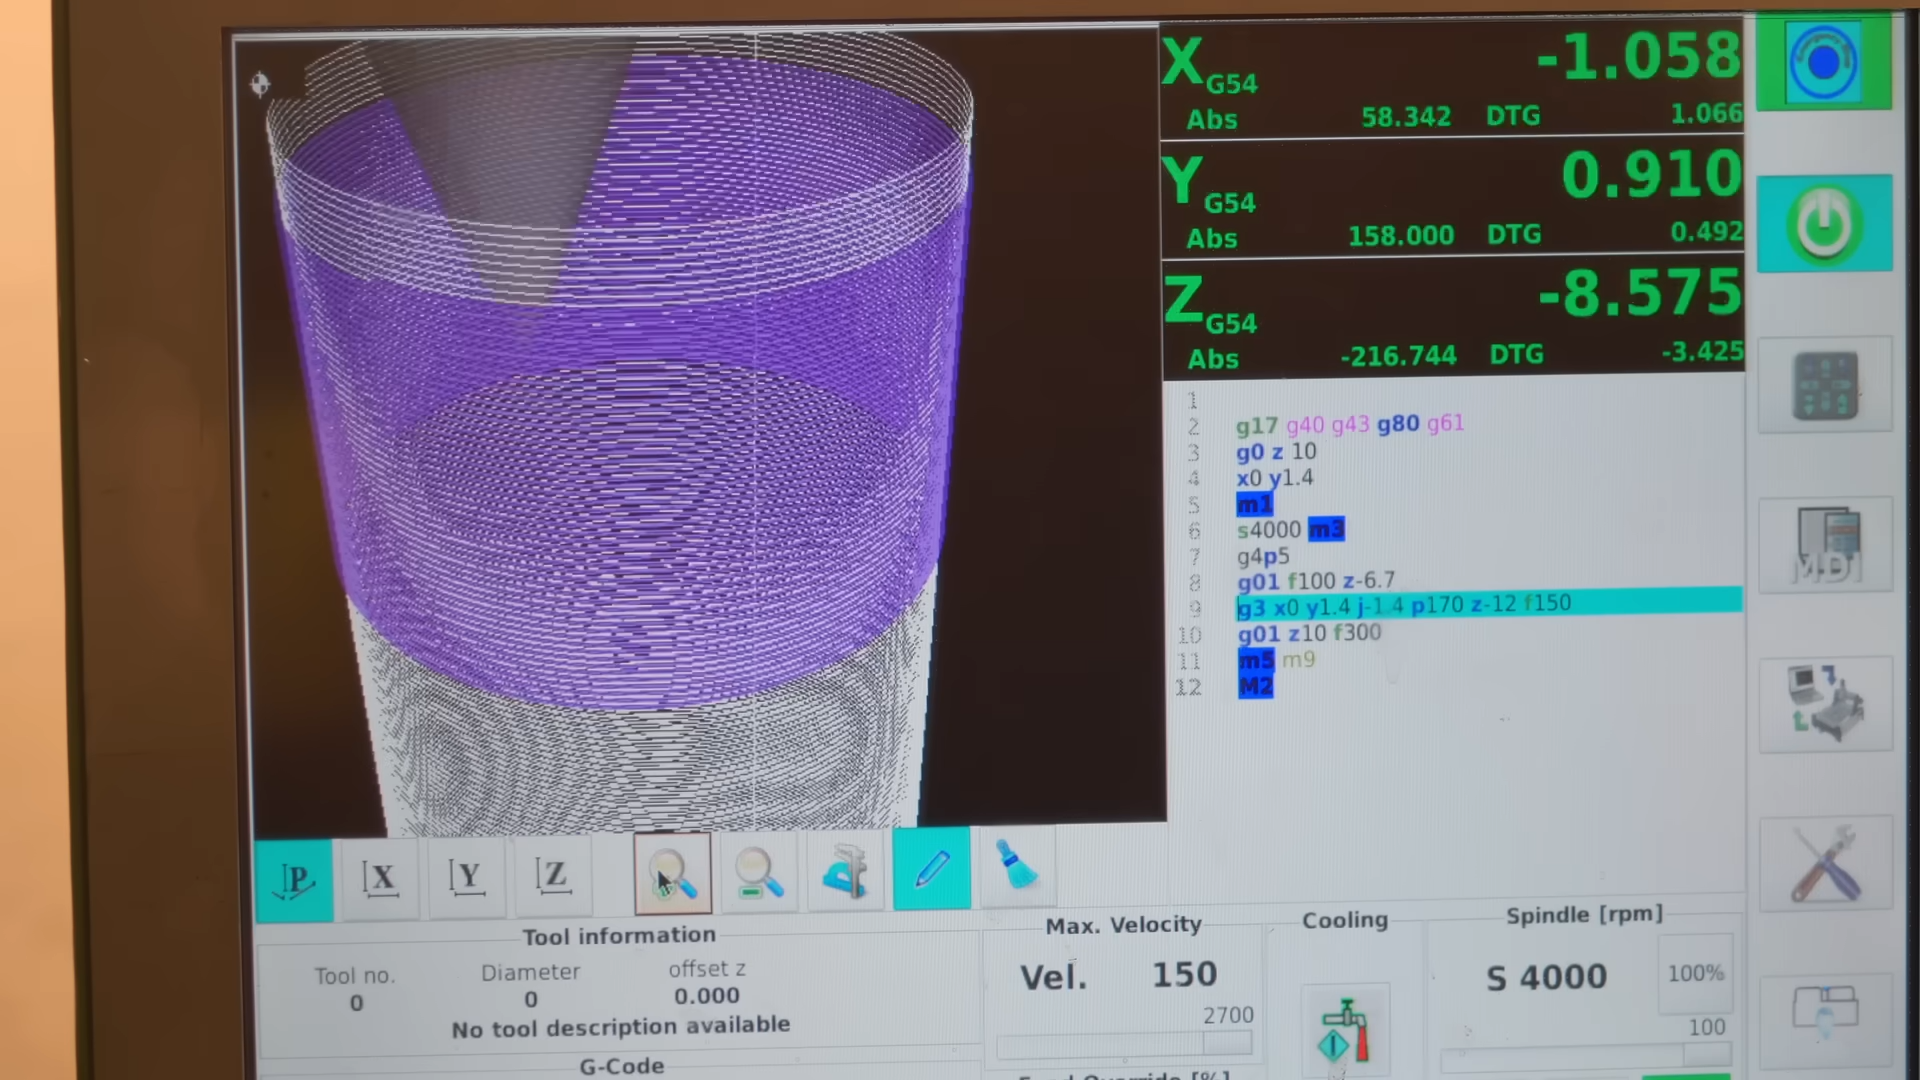 X G54 -1.058
Abs 58.342 DTG 1.066
Y G54 0.910
Abs 158.000 DTG 0.492
Z G54 -8.575
Abs -216.744 DTG -3.425
1
2 g17 g40 g43 g80 g61
3 g0 z 10
4 x0 y1.4
5 m1
6 s4000 m3
7 g4p5
8 g01 f100 z-6.7
9 g3 x0 y1.4 j-1.4 p170 z-12 f150
10 g01 z10 f300
11 m5 m9
12 M2
MDI
P X Y Z
Tool information
Tool no. Diameter offset z
0 0 0.000
No tool description available
G-Code
Max. Velocity
Vel. 150
2700
Cooling
Spindle [rpm]
S 4000 100%
100